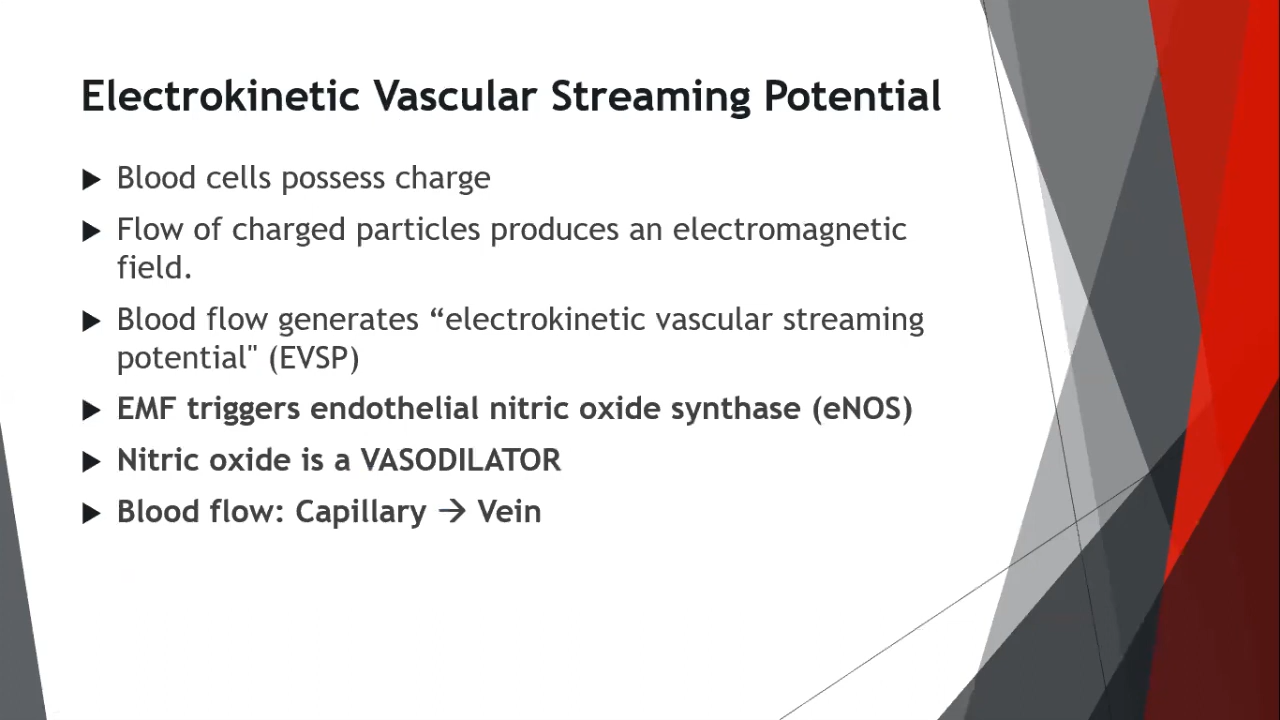 Electrokinetic Vascular Streaming Potential
▶ Blood cells possess charge
▶ Flow of charged particles produces an electromagnetic
field.
▶ Blood flow generates “electrokinetic vascular streaming
potential" (EVSP)
▶ EMF triggers endothelial nitric oxide synthase (eNOS)
▶ Nitric oxide is a VASODILATOR
▶ Blood flow: Capillary → Vein